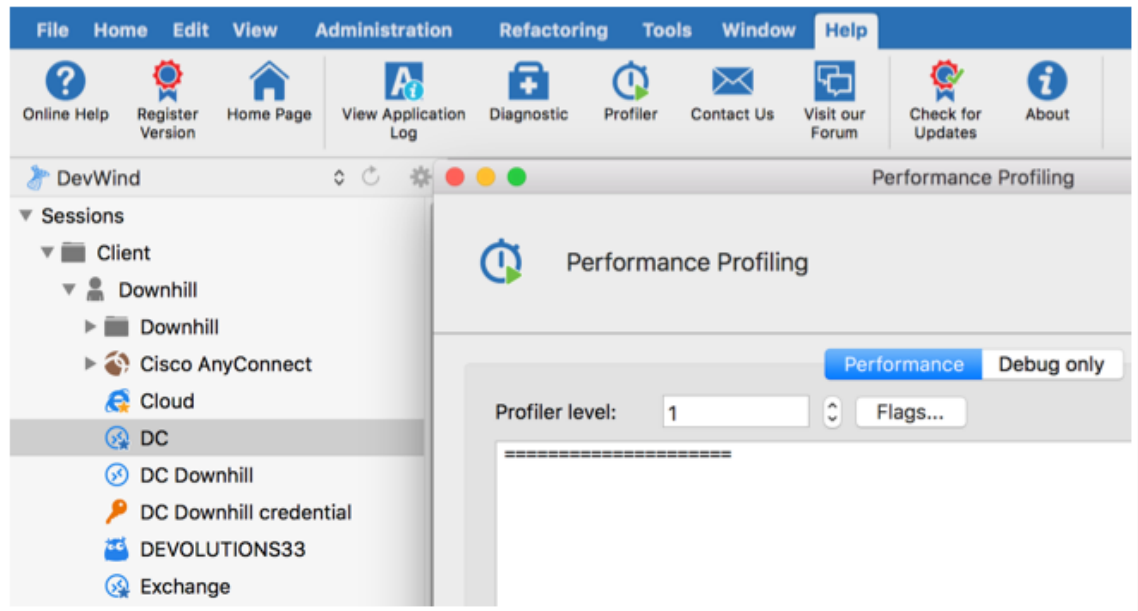 File Home Edit View Administration Refactoring Tools Window Help
Online Help Register Version Home Page View Application Log Diagnostic Profiler Contact Us Visit our Forum Check for Updates About
DevWind
Performance Profiling
Sessions
Client
Performance Profiling
Downhill
Downhill
Cisco AnyConnect
Performance Debug only
Cloud
Profiler level: 1 Flags...
DC
=====================
DC Downhill
DC Downhill credential
DEVOLUTIONS33
Exchange